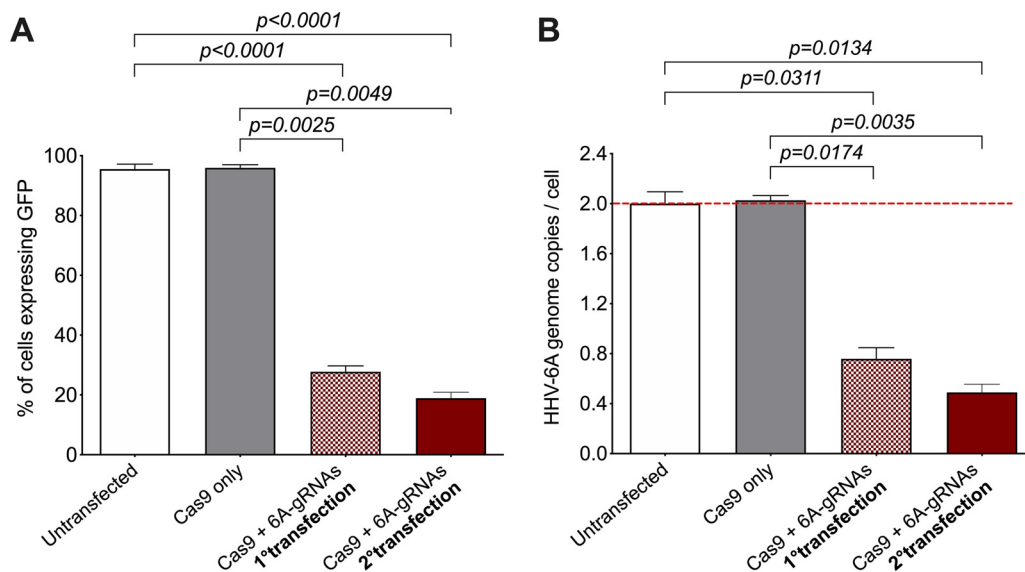 A
p<0.0001
p<0.0001
p=0.0049
p=0.0025
% of cells expressing GFP
100
80
60
40
20
0
Untransfected
Cas9 only
Cas9 + 6A-gRNAs
1°transfection
Cas9 + 6A-gRNAs
2°transfection
B
p=0.0134
p=0.0311
p=0.0035
p=0.0174
HHV-6A genome copies / cell
2.4
2.0
1.6
1.2
0.8
0.4
0.0
Untransfected
Cas9 only
Cas9 + 6A-gRNAs
1°transfection
Cas9 + 6A-gRNAs
2°transfection